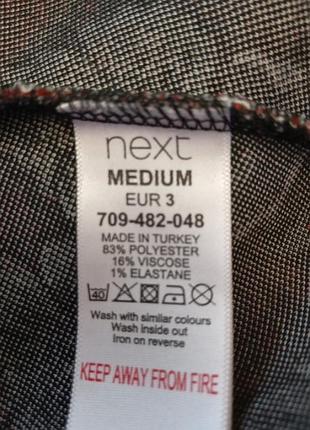 next
MEDIUM
EUR 3
709-482-048
MADE IN TURKEY
83% POLYESTER
16% VISCOSE
1% ELASTANE
40
Wash with similar colours
Wash inside out
Iron on reverse
KEEP AWAY FROM FIRE